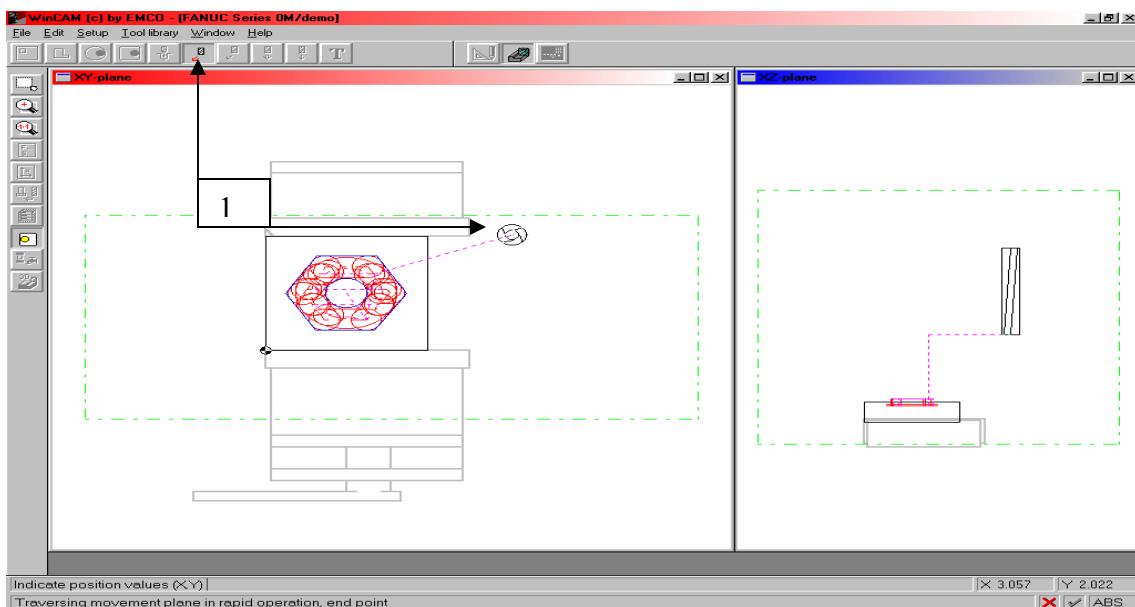 WinCAM (c) by EMCO - [FANUC Series 0M/demo]
File Edit Setup Tool library Window Help
T
XY-plane
XZ-plane
1
Indicate position values (XY)
X 3.057
Y 2.022
Traversing movement plane in rapid operation, end point
ABS